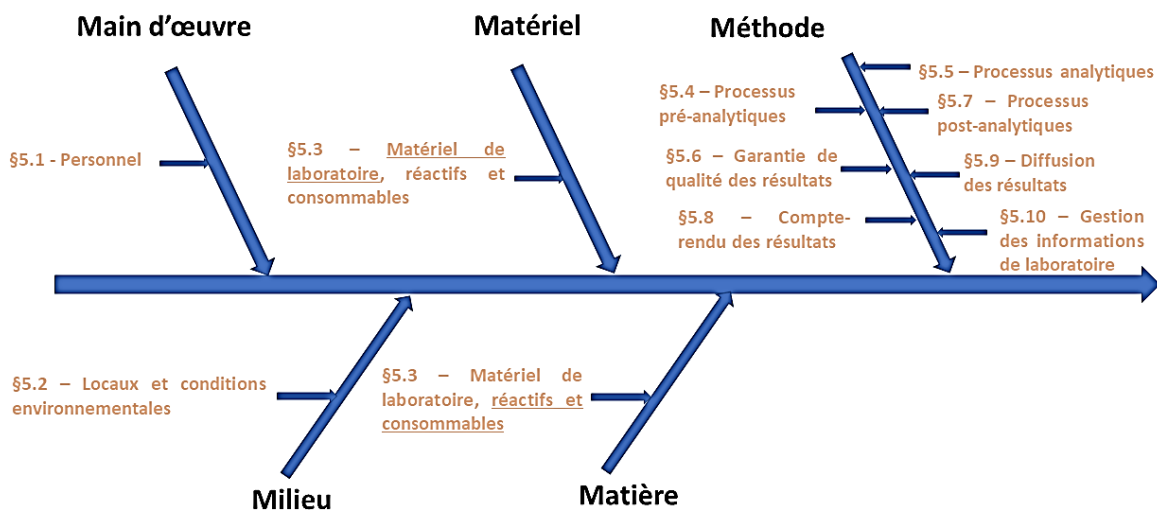 Main d'œuvre
Matériel
Méthode
§5.1 - Personnel
§5.3 – Matériel de
laboratoire, réactifs et
consommables
§5.4 – Processus
pré-analytiques
§5.6 – Garantie de
qualité des résultats
§5.8 – Compte-
rendu des résultats
§5.5 – Processus analytiques
§5.7 – Processus
post-analytiques
§5.9 – Diffusion
des résultats
§5.10 – Gestion
des informations
de laboratoire
§5.2 – Locaux et conditions
environnementales
§5.3 – Matériel de
laboratoire, réactifs et
consommables
Milieu
Matière